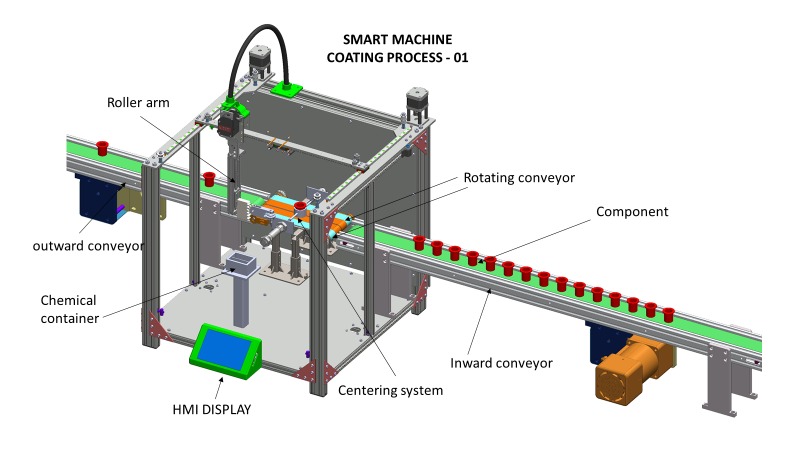 SMART MACHINE
COATING PROCESS - 01
Roller arm
Rotating conveyor
Component
outward conveyor
Chemical
container
Inward conveyor
Centering system
HMI DISPLAY